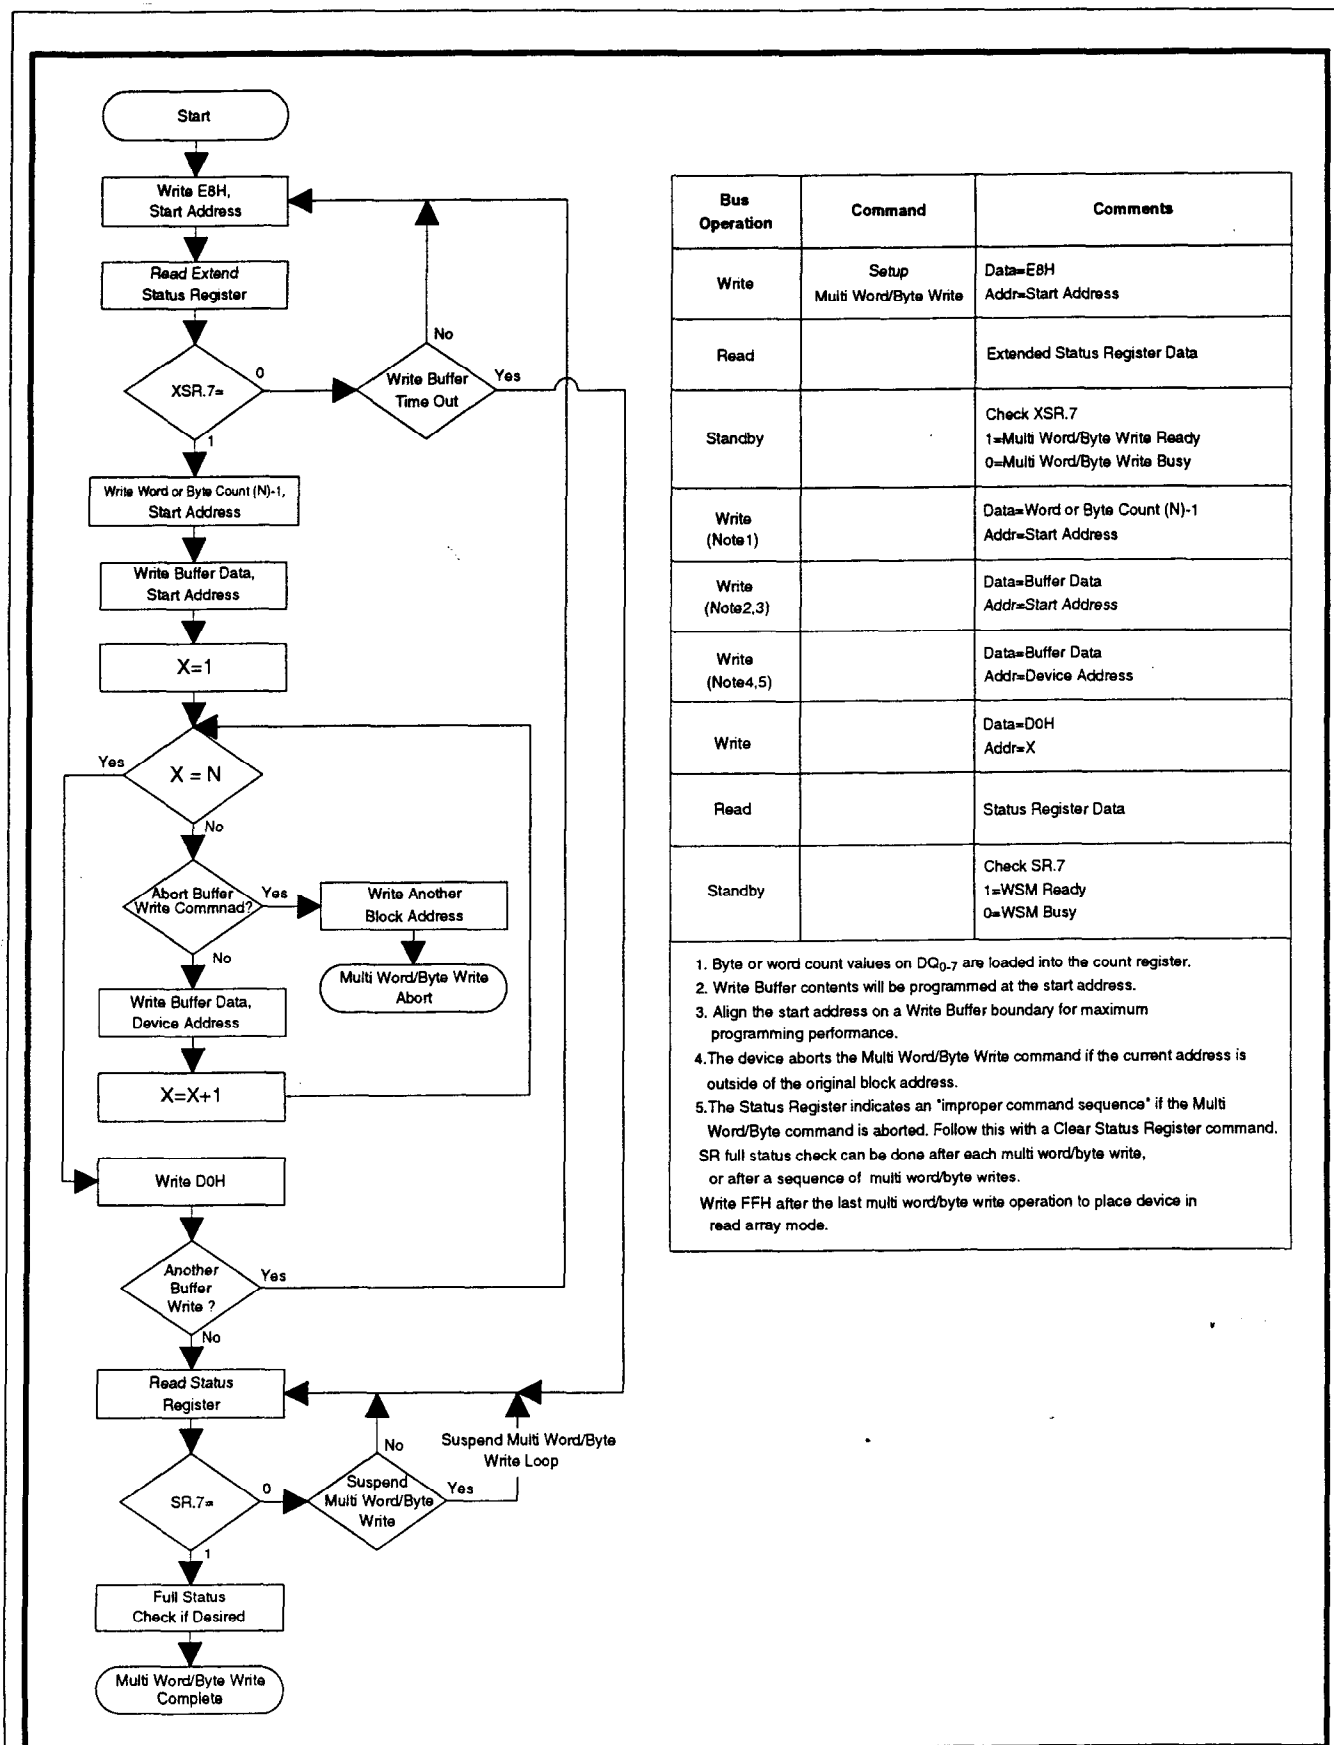 Start
Write E8H,
Start Address
Read Extend
Status Register
No
XSR.7=
0
Write Buffer
Time Out
Yes
1
Write Word or Byte Count (N)-1,
Start Address
Write Buffer Data,
Start Address
X=1
Yes
X = N
No
Abort Buffer
Write Commnad?
Yes
Write Another
Block Address
No
Multi Word/Byte Write
Abort
Write Buffer Data,
Device Address
X=X+1
Write D0H
Another
Buffer
Write ?
Yes
No
Read Status
Register
No
Suspend Multi Word/Byte
Write Loop
SR.7=
0
Suspend
Multi Word/Byte
Write
Yes
1
Full Status
Check if Desired
Multi Word/Byte Write
Complete
Bus
Operation
Command
Comments
Write
Setup
Multi Word/Byte Write
Data=E8H
Addr=Start Address
Read
Extended Status Register Data
Standby
Check XSR.7
1=Multi Word/Byte Write Ready
0=Multi Word/Byte Write Busy
Write
(Note1)
Data=Word or Byte Count (N)-1
Addr=Start Address
Write
(Note2,3)
Data=Buffer Data
Addr=Start Address
Write
(Note4,5)
Data=Buffer Data
Addr=Device Address
Write
Data=D0H
Addr=X
Read
Status Register Data
Standby
Check SR.7
1=WSM Ready
0=WSM Busy
1. Byte or word count values on DQ0-7 are loaded into the count register.
2. Write Buffer contents will be programmed at the start address.
3. Align the start address on a Write Buffer boundary for maximum
programming performance.
4.The device aborts the Multi Word/Byte Write command if the current address is
outside of the original block address.
5.The Status Register indicates an "improper command sequence" if the Multi
Word/Byte command is aborted. Follow this with a Clear Status Register command.
SR full status check can be done after each multi word/byte write,
or after a sequence of multi word/byte writes.
Write FFH after the last multi word/byte write operation to place device in
read array mode.